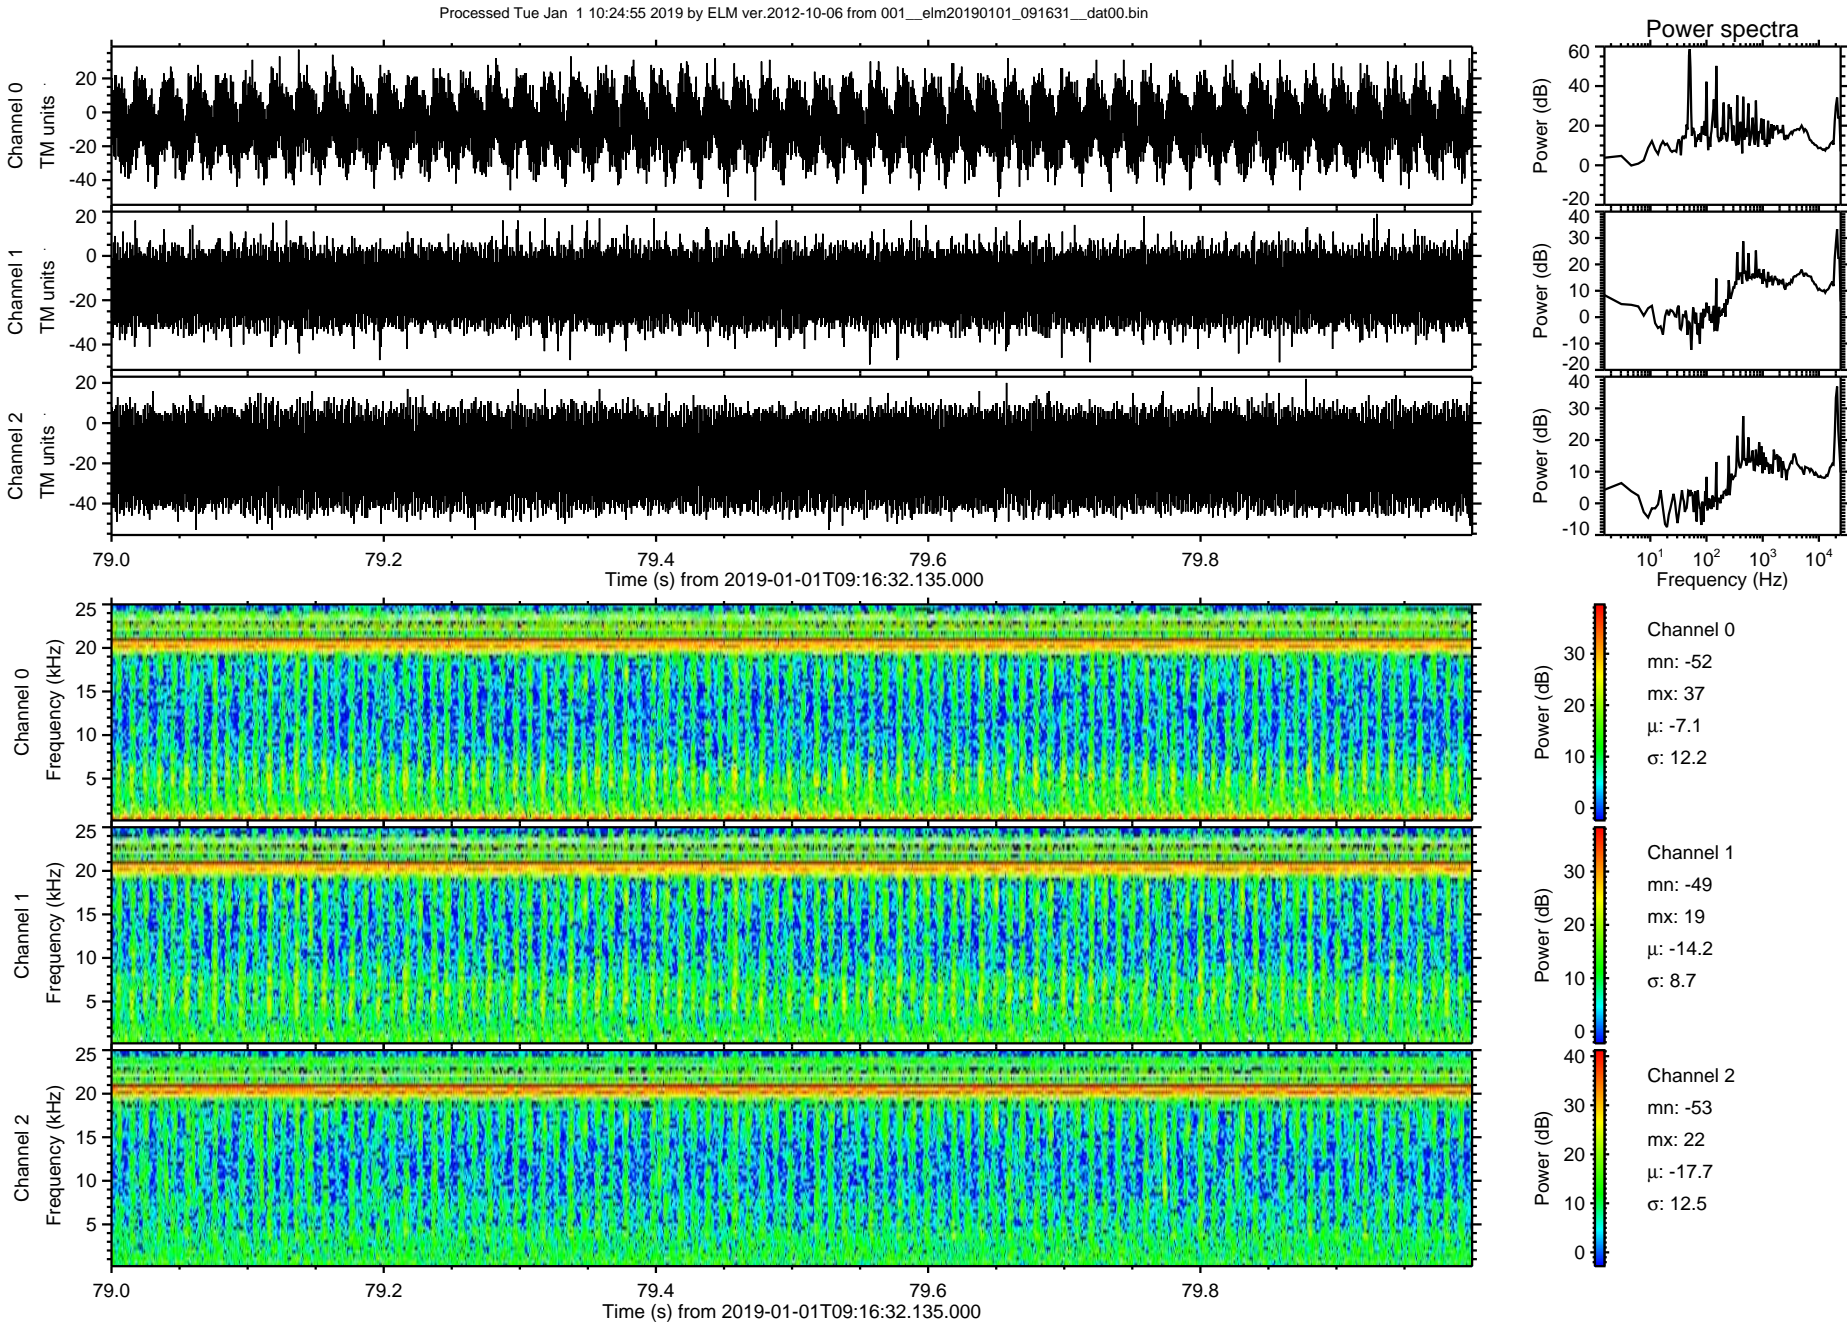 Processed Tue Jan  1 10:24:55 2019 by ELM ver.2012-10-06 from 001__elm20190101_091631__dat00.bin
Power spectra
Channel 0
TM units
20
0
-20
-40
Power (dB)
60
40
20
0
-20
Channel 1
TM units
20
0
-20
-40
Power (dB)
40
30
20
10
0
-10
-20
Channel 2
TM units
20
0
-20
-40
Power (dB)
40
30
20
10
0
-10
79.0 79.2 79.4 79.6 79.8
Time (s) from 2019-01-01T09:16:32.135.000
10¹ 10² 10³ 10⁴
Frequency (Hz)
Channel 0
Frequency (kHz)
25
20
15
10
5
Power (dB)
30
20
10
0
Channel 0
mn: -52
mx: 37
μ: -7.1
σ: 12.2
Channel 1
Frequency (kHz)
25
20
15
10
5
Power (dB)
30
20
10
0
Channel 1
mn: -49
mx: 19
μ: -14.2
σ: 8.7
Channel 2
Frequency (kHz)
25
20
15
10
5
Power (dB)
40
30
20
10
0
Channel 2
mn: -53
mx: 22
μ: -17.7
σ: 12.5
79.0 79.2 79.4 79.6 79.8
Time (s) from 2019-01-01T09:16:32.135.000